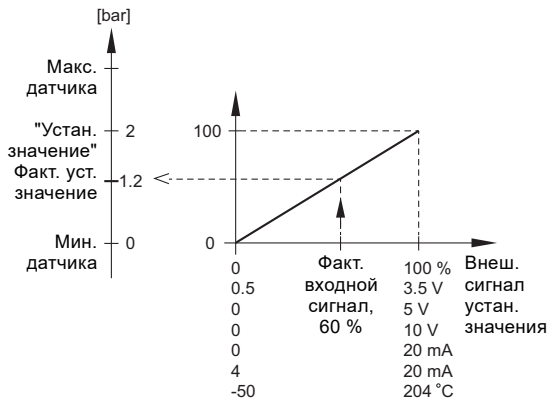 [bar]
Макс.
датчика
"Устан.
значение"
2
Факт. уст.
значение
1.2
Мин.
датчика
0
100
0
0 100 %
0.5 3.5 V
0 5 V
0 10 V
0 20 mA
4 20 mA
-50 204 °C
Факт.
входной
сигнал,
60 %
Внеш.
сигнал
устан.
значения